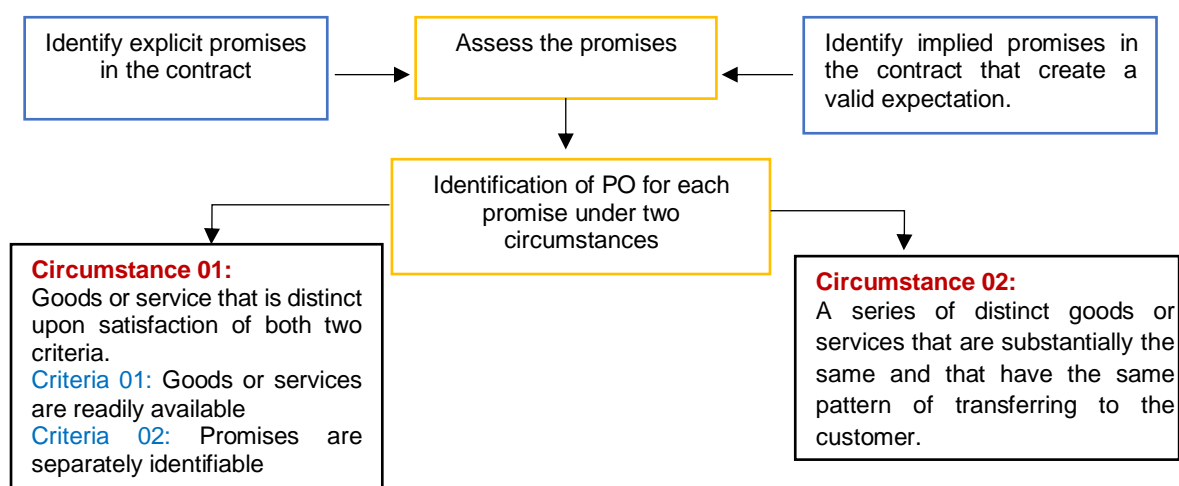 Identify explicit promises
in the contract
Assess the promises
Identify implied promises in
the contract that create a
valid expectation.
Identification of PO for each
promise under two
circumstances
Circumstance 01:
Goods or service that is distinct
upon satisfaction of both two
criteria.
Criteria 01: Goods or services
are readily available
Criteria 02: Promises are
separately identifiable
Circumstance 02:
A series of distinct goods or
services that are substantially the
same and that have the same
pattern of transferring to the
customer.